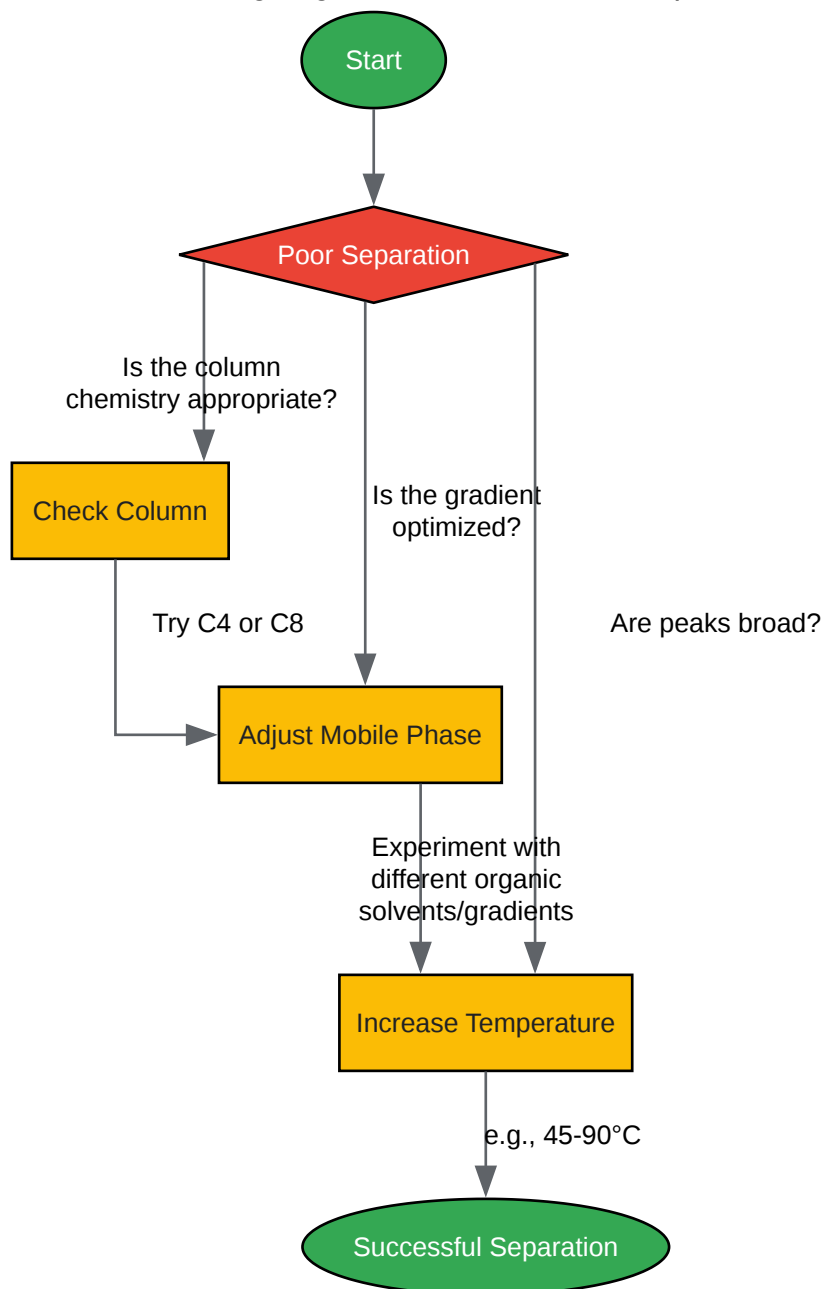 Start
Poor Separation
Is the column
chemistry appropriate?
Check Column
Is the gradient
optimized?
Try C4 or C8
Are peaks broad?
Adjust Mobile Phase
Experiment with
different organic
solvents/gradients
Increase Temperature
e.g., 45-90°C
Successful Separation